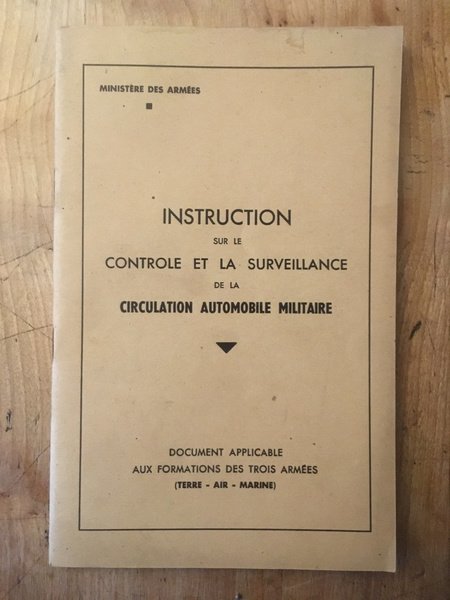 MINISTÈRE DES ARMÉES
INSTRUCTION
SUR LE
CONTROLE ET LA SURVEILLANCE
DE LA
CIRCULATION AUTOMOBILE MILITAIRE
DOCUMENT APPLICABLE
AUX FORMATIONS DES TROIS ARMÉES
(TERRE - AIR - MARINE)